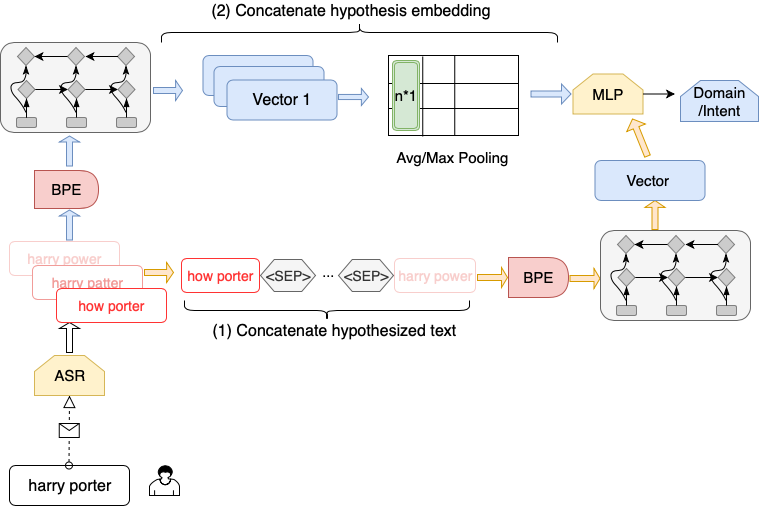 (2) Concatenate hypothesis embedding
Vector 1
n*1
MLP
Domain
/Intent
Avg/Max Pooling
BPE
Vector
harry power
harry patter
how porter
how porter
<SEP>
...
<SEP>
harry power
BPE
(1) Concatenate hypothesized text
ASR
harry porter